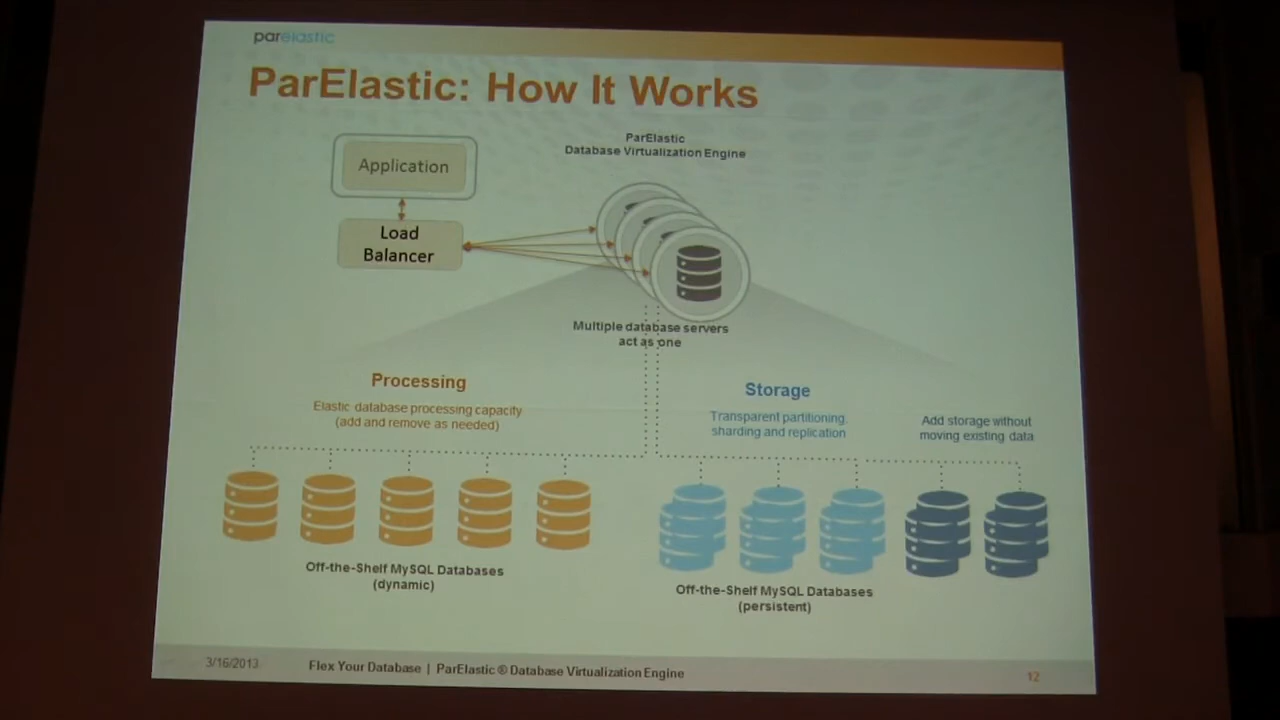 parelastic
ParElastic: How It Works
ParElastic
Database Virtualization Engine
Application
Load
Balancer
Multiple database servers
act as one
Processing
Elastic database processing capacity
(add and remove as needed)
Storage
Transparent partitioning,
sharding and replication
Add storage without
moving existing data
Off-the-Shelf MySQL Databases
(dynamic)
Off-the-Shelf MySQL Databases
(persistent)
3/16/2013
Flex Your Database | ParElastic ® Database Virtualization Engine
12